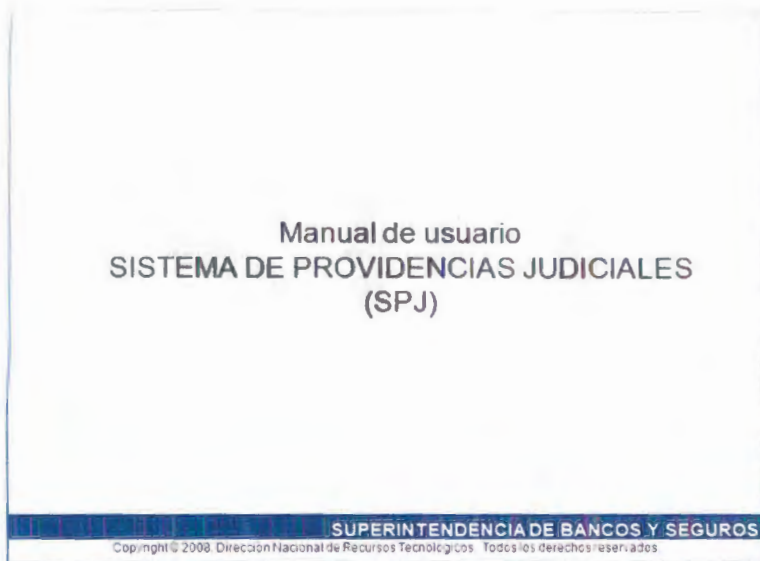 Manual de usuario
SISTEMA DE PROVIDENCIAS JUDICIALES
(SPJ)
SUPERINTENDENCIA DE BANCOS Y SEGUROS
Copyright © 2008. Dirección Nacional de Recursos Tecnologicos. Todos los derechos reservados.